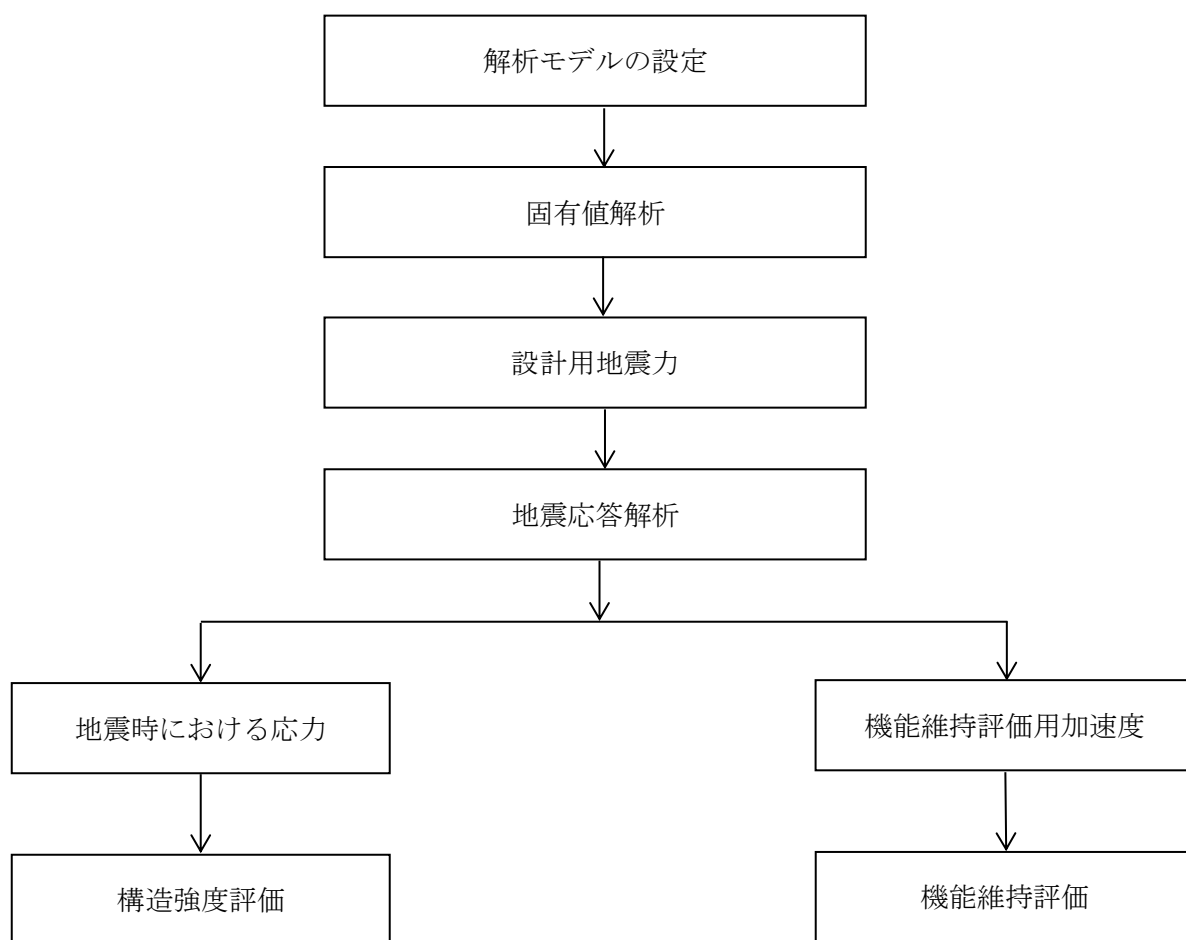 解析モデルの設定
固有値解析
設計用地震力
地震応答解析
地震時における応力
機能維持評価用加速度
構造強度評価
機能維持評価